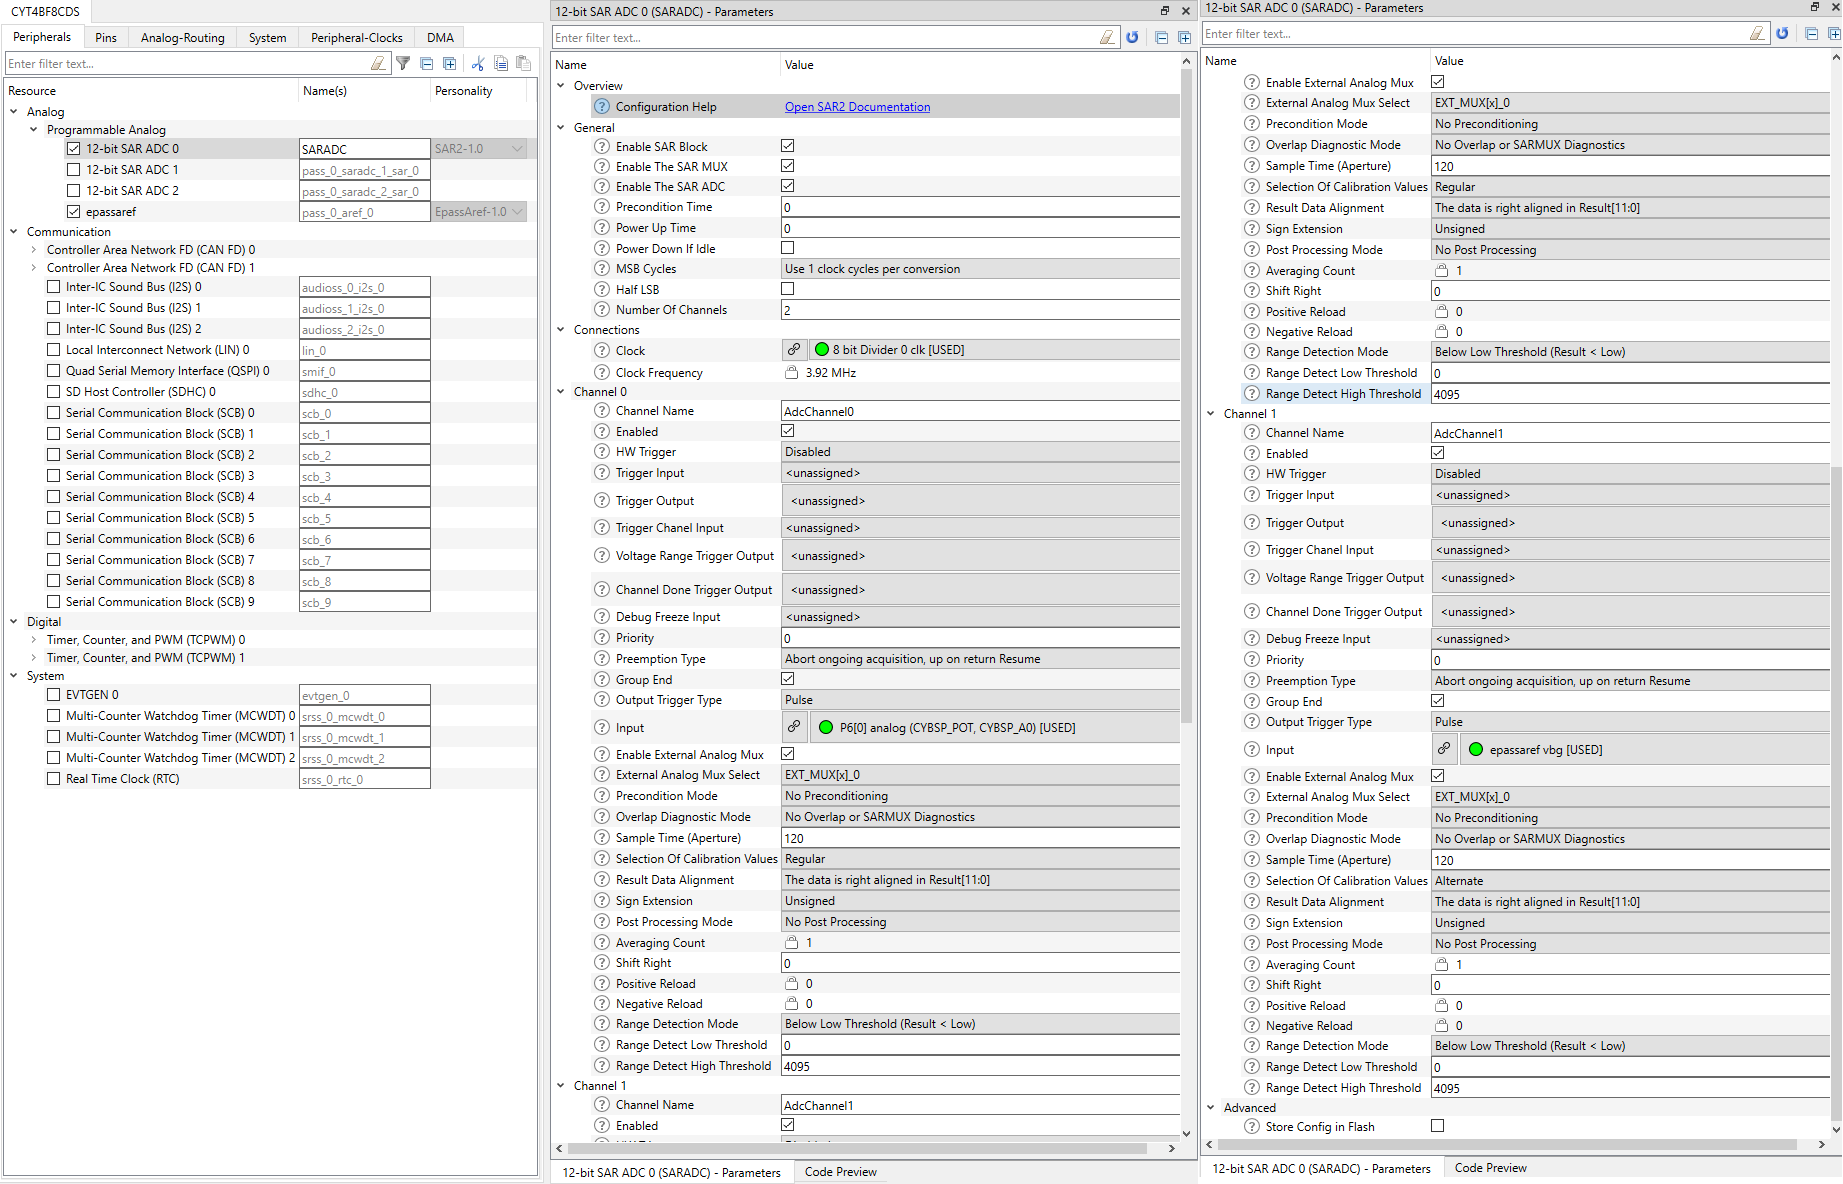 CYT4BF8CDS
Peripherals Pins Analog-Routing System Peripheral-Clocks DMA
Enter filter text...
Resource Name(s) Personality
Analog
Programmable Analog
12-bit SAR ADC 0 SARADC SAR2-1.0
12-bit SAR ADC 1 pass_0_saradc_1_sar_0
12-bit SAR ADC 2 pass_0_saradc_2_sar_0
epassaref pass_0_aref_0 EpassAref-1.0
Communication
Controller Area Network FD (CAN FD) 0
Controller Area Network FD (CAN FD) 1
Inter-IC Sound Bus (I2S) 0 audioss_0_i2s_0
Inter-IC Sound Bus (I2S) 1 audioss_1_i2s_0
Inter-IC Sound Bus (I2S) 2 audioss_2_i2s_0
Local Interconnect Network (LIN) 0 lin_0
Quad Serial Memory Interface (QSPI) 0 smif_0
SD Host Controller (SDHC) 0 sdhc_0
Serial Communication Block (SCB) 0 scb_0
Serial Communication Block (SCB) 1 scb_1
Serial Communication Block (SCB) 2 scb_2
Serial Communication Block (SCB) 3 scb_3
Serial Communication Block (SCB) 4 scb_4
Serial Communication Block (SCB) 5 scb_5
Serial Communication Block (SCB) 6 scb_6
Serial Communication Block (SCB) 7 scb_7
Serial Communication Block (SCB) 8 scb_8
Serial Communication Block (SCB) 9 scb_9
Digital
Timer, Counter, and PWM (TCPWM) 0
Timer, Counter, and PWM (TCPWM) 1
System
EVTGEN 0 evtgen_0
Multi-Counter Watchdog Timer (MCWDT) 0 srss_0_mcwdt_0
Multi-Counter Watchdog Timer (MCWDT) 1 srss_0_mcwdt_1
Multi-Counter Watchdog Timer (MCWDT) 2 srss_0_mcwdt_2
Real Time Clock (RTC) srss_0_rtc_0
12-bit SAR ADC 0 (SARADC) - Parameters
Enter filter text...
Name Value
Overview
Configuration Help Open SAR2 Documentation
General
Enable SAR Block
Enable The SAR MUX
Enable The SAR ADC
Precondition Time 0
Power Up Time 0
Power Down If Idle
MSB Cycles Use 1 clock cycles per conversion
Half LSB
Number Of Channels 2
Connections
Clock 8 bit Divider 0 clk [USED]
Clock Frequency 3.92 MHz
Channel 0
Channel Name AdcChannel0
Enabled
HW Trigger Disabled
Trigger Input <unassigned>
Trigger Output <unassigned>
Trigger Chanel Input <unassigned>
Voltage Range Trigger Output <unassigned>
Channel Done Trigger Output <unassigned>
Debug Freeze Input <unassigned>
Priority 0
Preemption Type Abort ongoing acquisition, up on return Resume
Group End
Output Trigger Type Pulse
Input P6[0] analog (CYBSP_POT, CYBSP_A0) [USED]
Enable External Analog Mux
External Analog Mux Select EXT_MUX[x]_0
Precondition Mode No Preconditioning
Overlap Diagnostic Mode No Overlap or SARMUX Diagnostics
Sample Time (Aperture) 120
Selection Of Calibration Values Regular
Result Data Alignment The data is right aligned in Result[11:0]
Sign Extension Unsigned
Post Processing Mode No Post Processing
Averaging Count 1
Shift Right 0
Positive Reload 0
Negative Reload 0
Range Detection Mode Below Low Threshold (Result < Low)
Range Detect Low Threshold 0
Range Detect High Threshold 4095
Channel 1
Channel Name AdcChannel1
Enabled
12-bit SAR ADC 0 (SARADC) - Parameters Code Preview
12-bit SAR ADC 0 (SARADC) - Parameters
Enter filter text...
Name Value
Enable External Analog Mux
External Analog Mux Select EXT_MUX[x]_0
Precondition Mode No Preconditioning
Overlap Diagnostic Mode No Overlap or SARMUX Diagnostics
Sample Time (Aperture) 120
Selection Of Calibration Values Regular
Result Data Alignment The data is right aligned in Result[11:0]
Sign Extension Unsigned
Post Processing Mode No Post Processing
Averaging Count 1
Shift Right 0
Positive Reload 0
Negative Reload 0
Range Detection Mode Below Low Threshold (Result < Low)
Range Detect Low Threshold 0
Range Detect High Threshold 4095
Channel 1
Channel Name AdcChannel1
Enabled
HW Trigger Disabled
Trigger Input <unassigned>
Trigger Output <unassigned>
Trigger Chanel Input <unassigned>
Voltage Range Trigger Output <unassigned>
Channel Done Trigger Output <unassigned>
Debug Freeze Input <unassigned>
Priority 0
Preemption Type Abort ongoing acquisition, up on return Resume
Group End
Output Trigger Type Pulse
Input epassaref vbg [USED]
Enable External Analog Mux
External Analog Mux Select EXT_MUX[x]_0
Precondition Mode No Preconditioning
Overlap Diagnostic Mode No Overlap or SARMUX Diagnostics
Sample Time (Aperture) 120
Selection Of Calibration Values Alternate
Result Data Alignment The data is right aligned in Result[11:0]
Sign Extension Unsigned
Post Processing Mode No Post Processing
Averaging Count 1
Shift Right 0
Positive Reload 0
Negative Reload 0
Range Detection Mode Below Low Threshold (Result < Low)
Range Detect Low Threshold 0
Range Detect High Threshold 4095
Advanced
Store Config in Flash
12-bit SAR ADC 0 (SARADC) - Parameters Code Preview